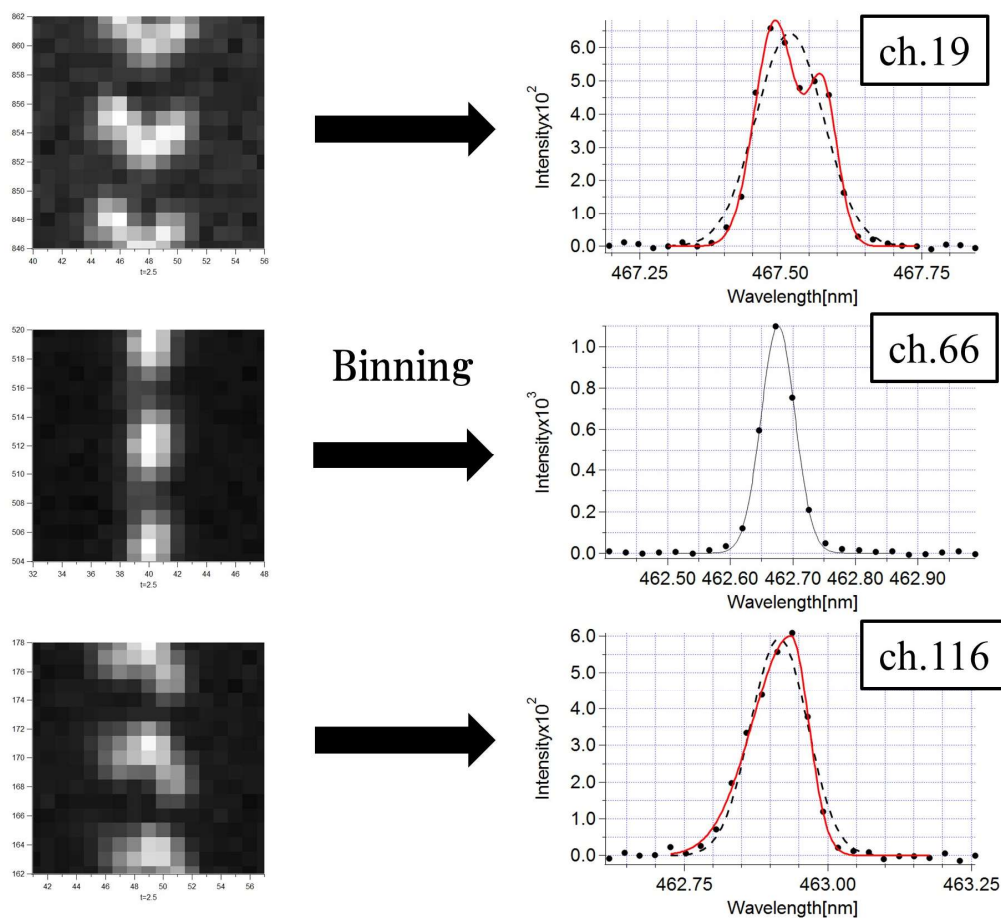 862
860
858
856
854
852
850
848
846
40 42 44 46 48 50 52 54 56
t=2.5
ch.19
Intensityx10²
6.0
5.0
4.0
3.0
2.0
1.0
0.0
467.25 467.50 467.75
Wavelength[nm]
520
518
516
514
512
510
508
506
504
32 34 36 38 40 42 44 46 48
t=2.5
Binning
ch.66
Intensityx10³
1.0
0.8
0.6
0.4
0.2
0.0
462.50 462.60 462.70 462.80 462.90
Wavelength[nm]
178
176
174
172
170
168
166
164
162
42 44 46 48 50 52 54 56
t=2.5
ch.116
Intensityx10²
6.0
5.0
4.0
3.0
2.0
1.0
0.0
462.75 463.00 463.25
Wavelength[nm]